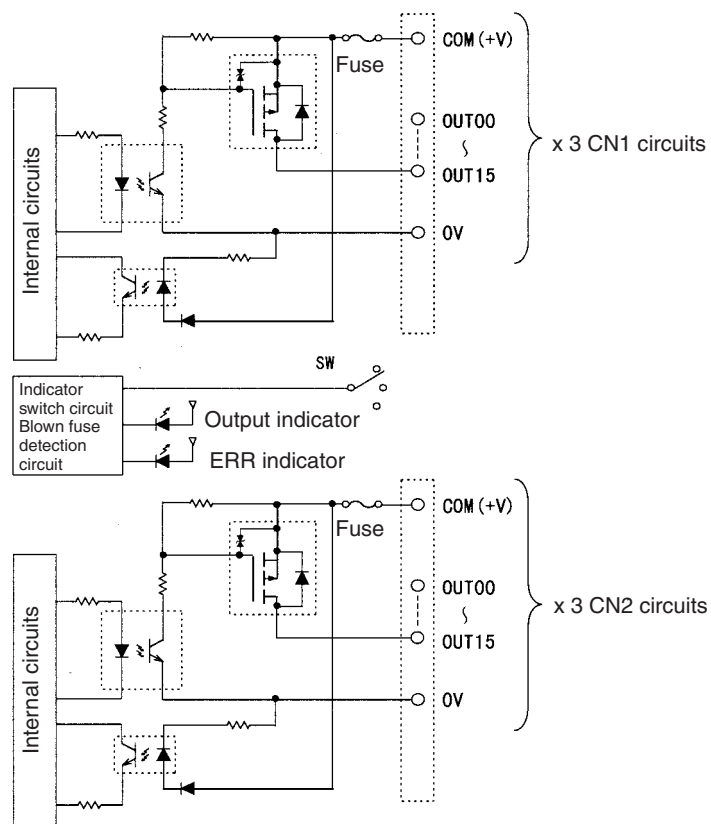 COM (+V)
Fuse
OUT00
~
OUT15
x 3 CN1 circuits
Internal circuits
0V
SW
Indicator
switch circuit
Blown fuse
detection
circuit
Output indicator
ERR indicator
COM (+V)
Fuse
OUT00
~
OUT15
x 3 CN2 circuits
Internal circuits
0V